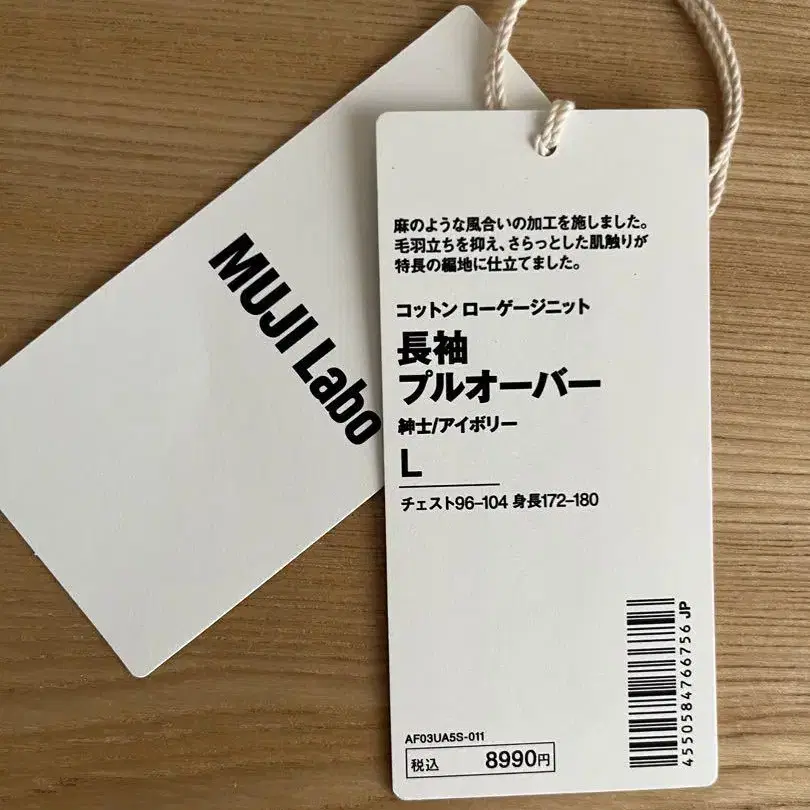 MUJI Labo
麻のような風合いの加工を施しました。
毛羽立ちを抑え、さらっとした肌触りが
特長の編地に仕立てました。
コットン ローゲージニット
長袖
プルオーバー
紳士/アイボリー
L
チェスト96-104 身長172-180
4550584766756 JP
AF03UA5S-011
税込 8990円